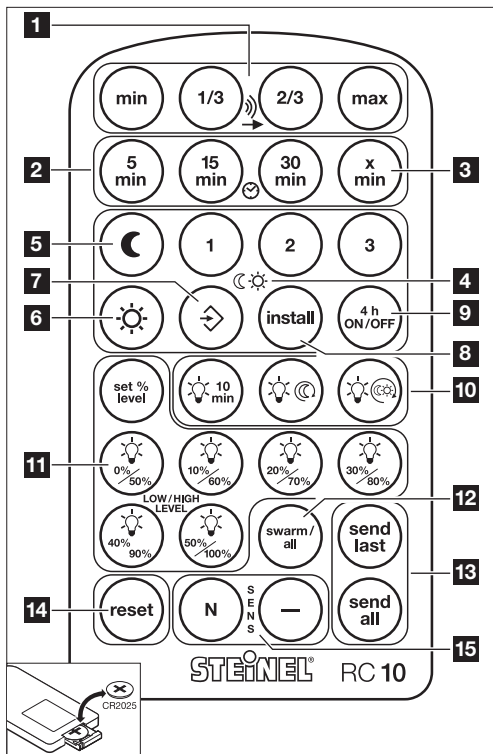 1
min 1/3 2/3 max
2 5 min 15 min 30 min x min 3
5 1 2 3
4
7
6 install 4 h ON/OFF 9
8
set % level 10 min 10
11 0% 50% 10% 60% 20% 70% 30% 80%
LOW/HIGH LEVEL
12
40% 90% 50% 100% swarm/all send last
13
14 reset N SENS – send all
15
STEINEL® RC 10
CR2025